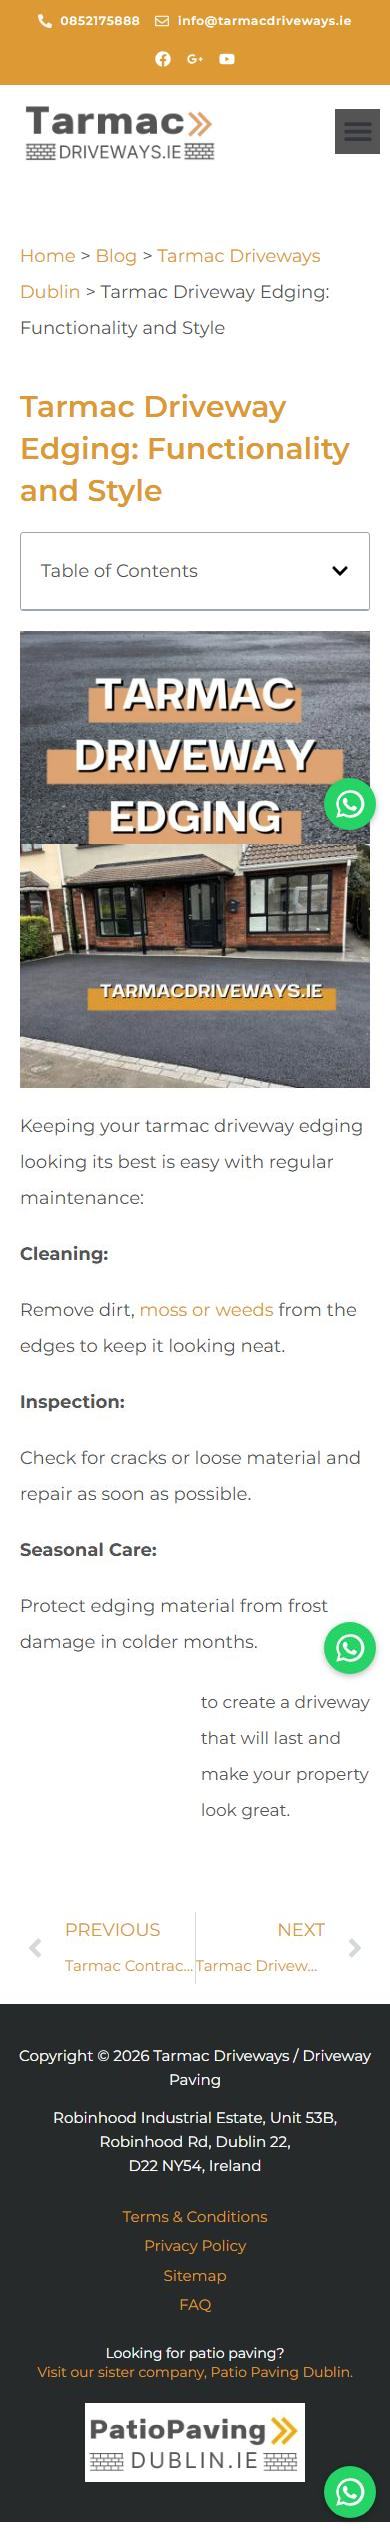 0852175888 info@tarmacdriveways.ie
Tarmac
DRIVEWAYS.IE
Home > Blog > Tarmac Driveways
Dublin > Tarmac Driveway Edging:
Functionality and Style
Tarmac Driveway
Edging: Functionality
and Style
Table of Contents
TARMAC
DRIVEWAY
EDGING
TARMACDRIVEWAYS.IE
Keeping your tarmac driveway edging
looking its best is easy with regular
maintenance:
Cleaning:
Remove dirt, moss or weeds from the
edges to keep it looking neat.
Inspection:
Check for cracks or loose material and
repair as soon as possible.
Seasonal Care:
Protect edging material from frost
damage in colder months.
to create a driveway
that will last and
make your property
look great.
PREVIOUS
Tarmac Contrac...
NEXT
Tarmac Drivew...
Copyright © 2026 Tarmac Driveways / Driveway
Paving
Robinhood Industrial Estate, Unit 53B,
Robinhood Rd, Dublin 22,
D22 NY54, Ireland
Terms & Conditions
Privacy Policy
Sitemap
FAQ
Looking for patio paving?
Visit our sister company, Patio Paving Dublin.
PatioPaving
DUBLIN.IE